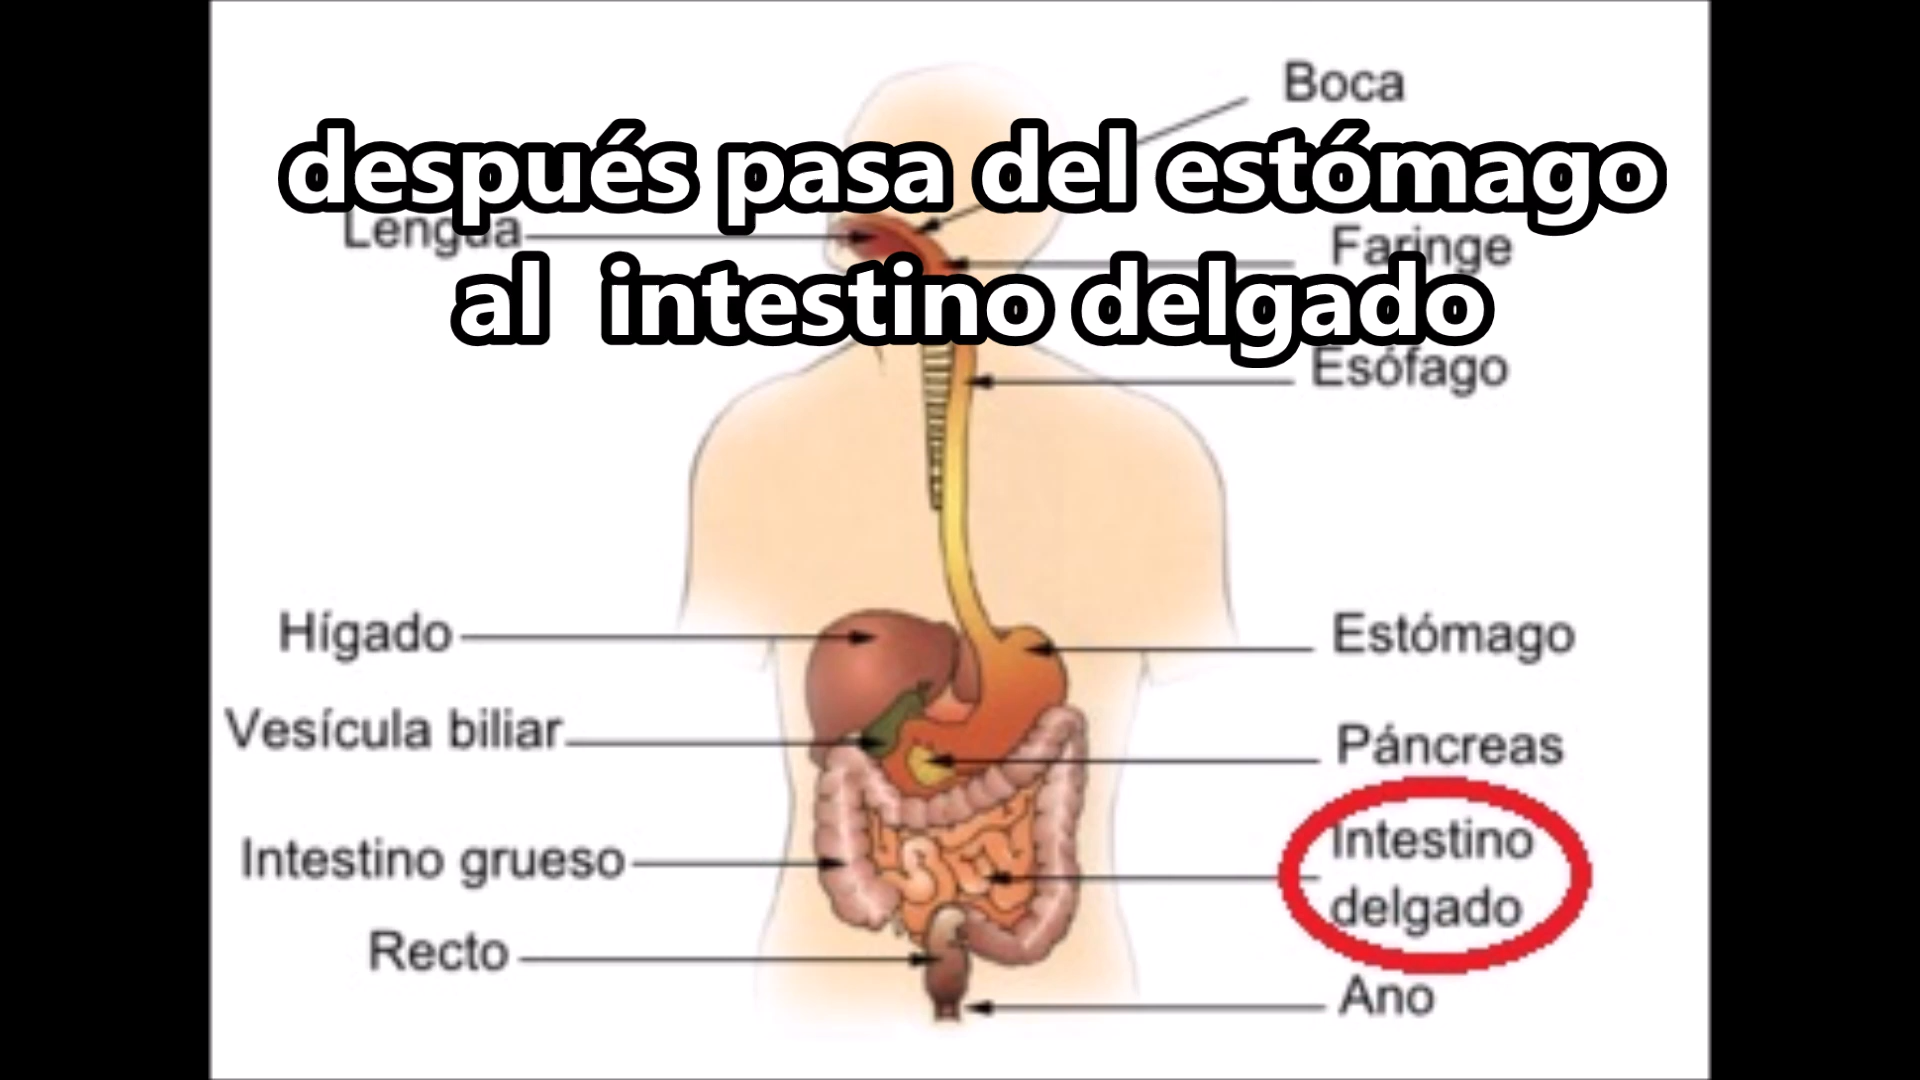 Boca
después pasa del estómago
Lengua
Faringe
al intestino delgado
Esófago
Hígado
Estómago
Vesícula biliar
Páncreas
Intestino
delgado
Intestino grueso
Recto
Ano